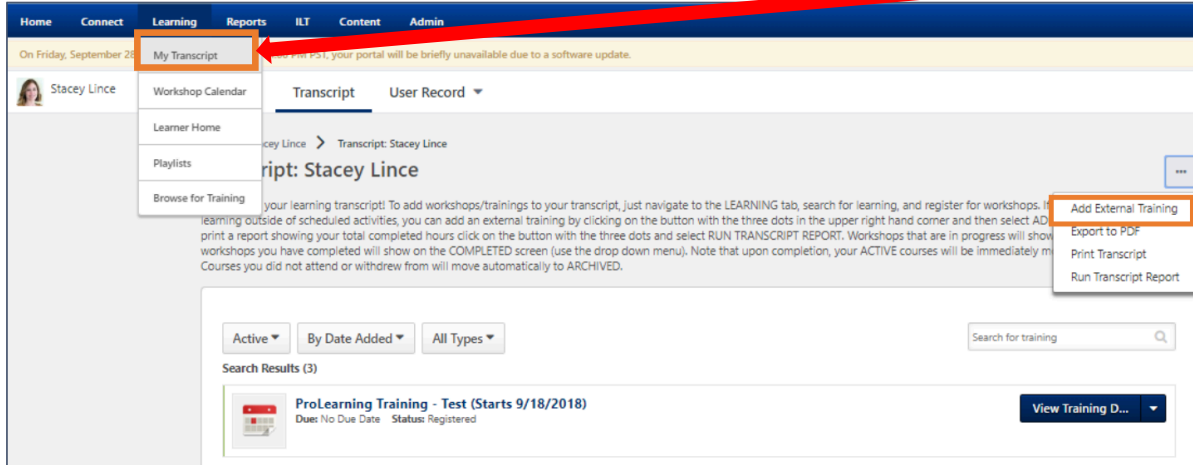 Home Connect Learning Reports ILT Content Admin
On Friday, September 28 PM PST, your portal will be briefly unavailable due to a software update.
My Transcript
Workshop Calendar
Learner Home
Playlists
Browse for Training
Stacey Lince Transcript User Record
cey Lince > Transcript: Stacey Lince
ript: Stacey Lince
...
your learning transcript! To add workshops/trainings to your transcript, just navigate to the LEARNING tab, search for learning, and register for workshops. I
learning outside of scheduled activities, you can add an external training by clicking on the button with the three dots in the upper right hand corner and then select AD
print a report showing your total completed hours click on the button with the three dots and select RUN TRANSCRIPT REPORT. Workshops that are in progress will show
workshops you have completed will show on the COMPLETED screen (use the drop down menu). Note that upon completion, your ACTIVE courses will be immediately m
Courses you did not attend or withdrew from will move automatically to ARCHIVED.
Add External Training
Export to PDF
Print Transcript
Run Transcript Report
Active By Date Added All Types
Search for training
Search Results (3)
ProLearning Training - Test (Starts 9/18/2018)
Due: No Due Date Status: Registered
View Training D...